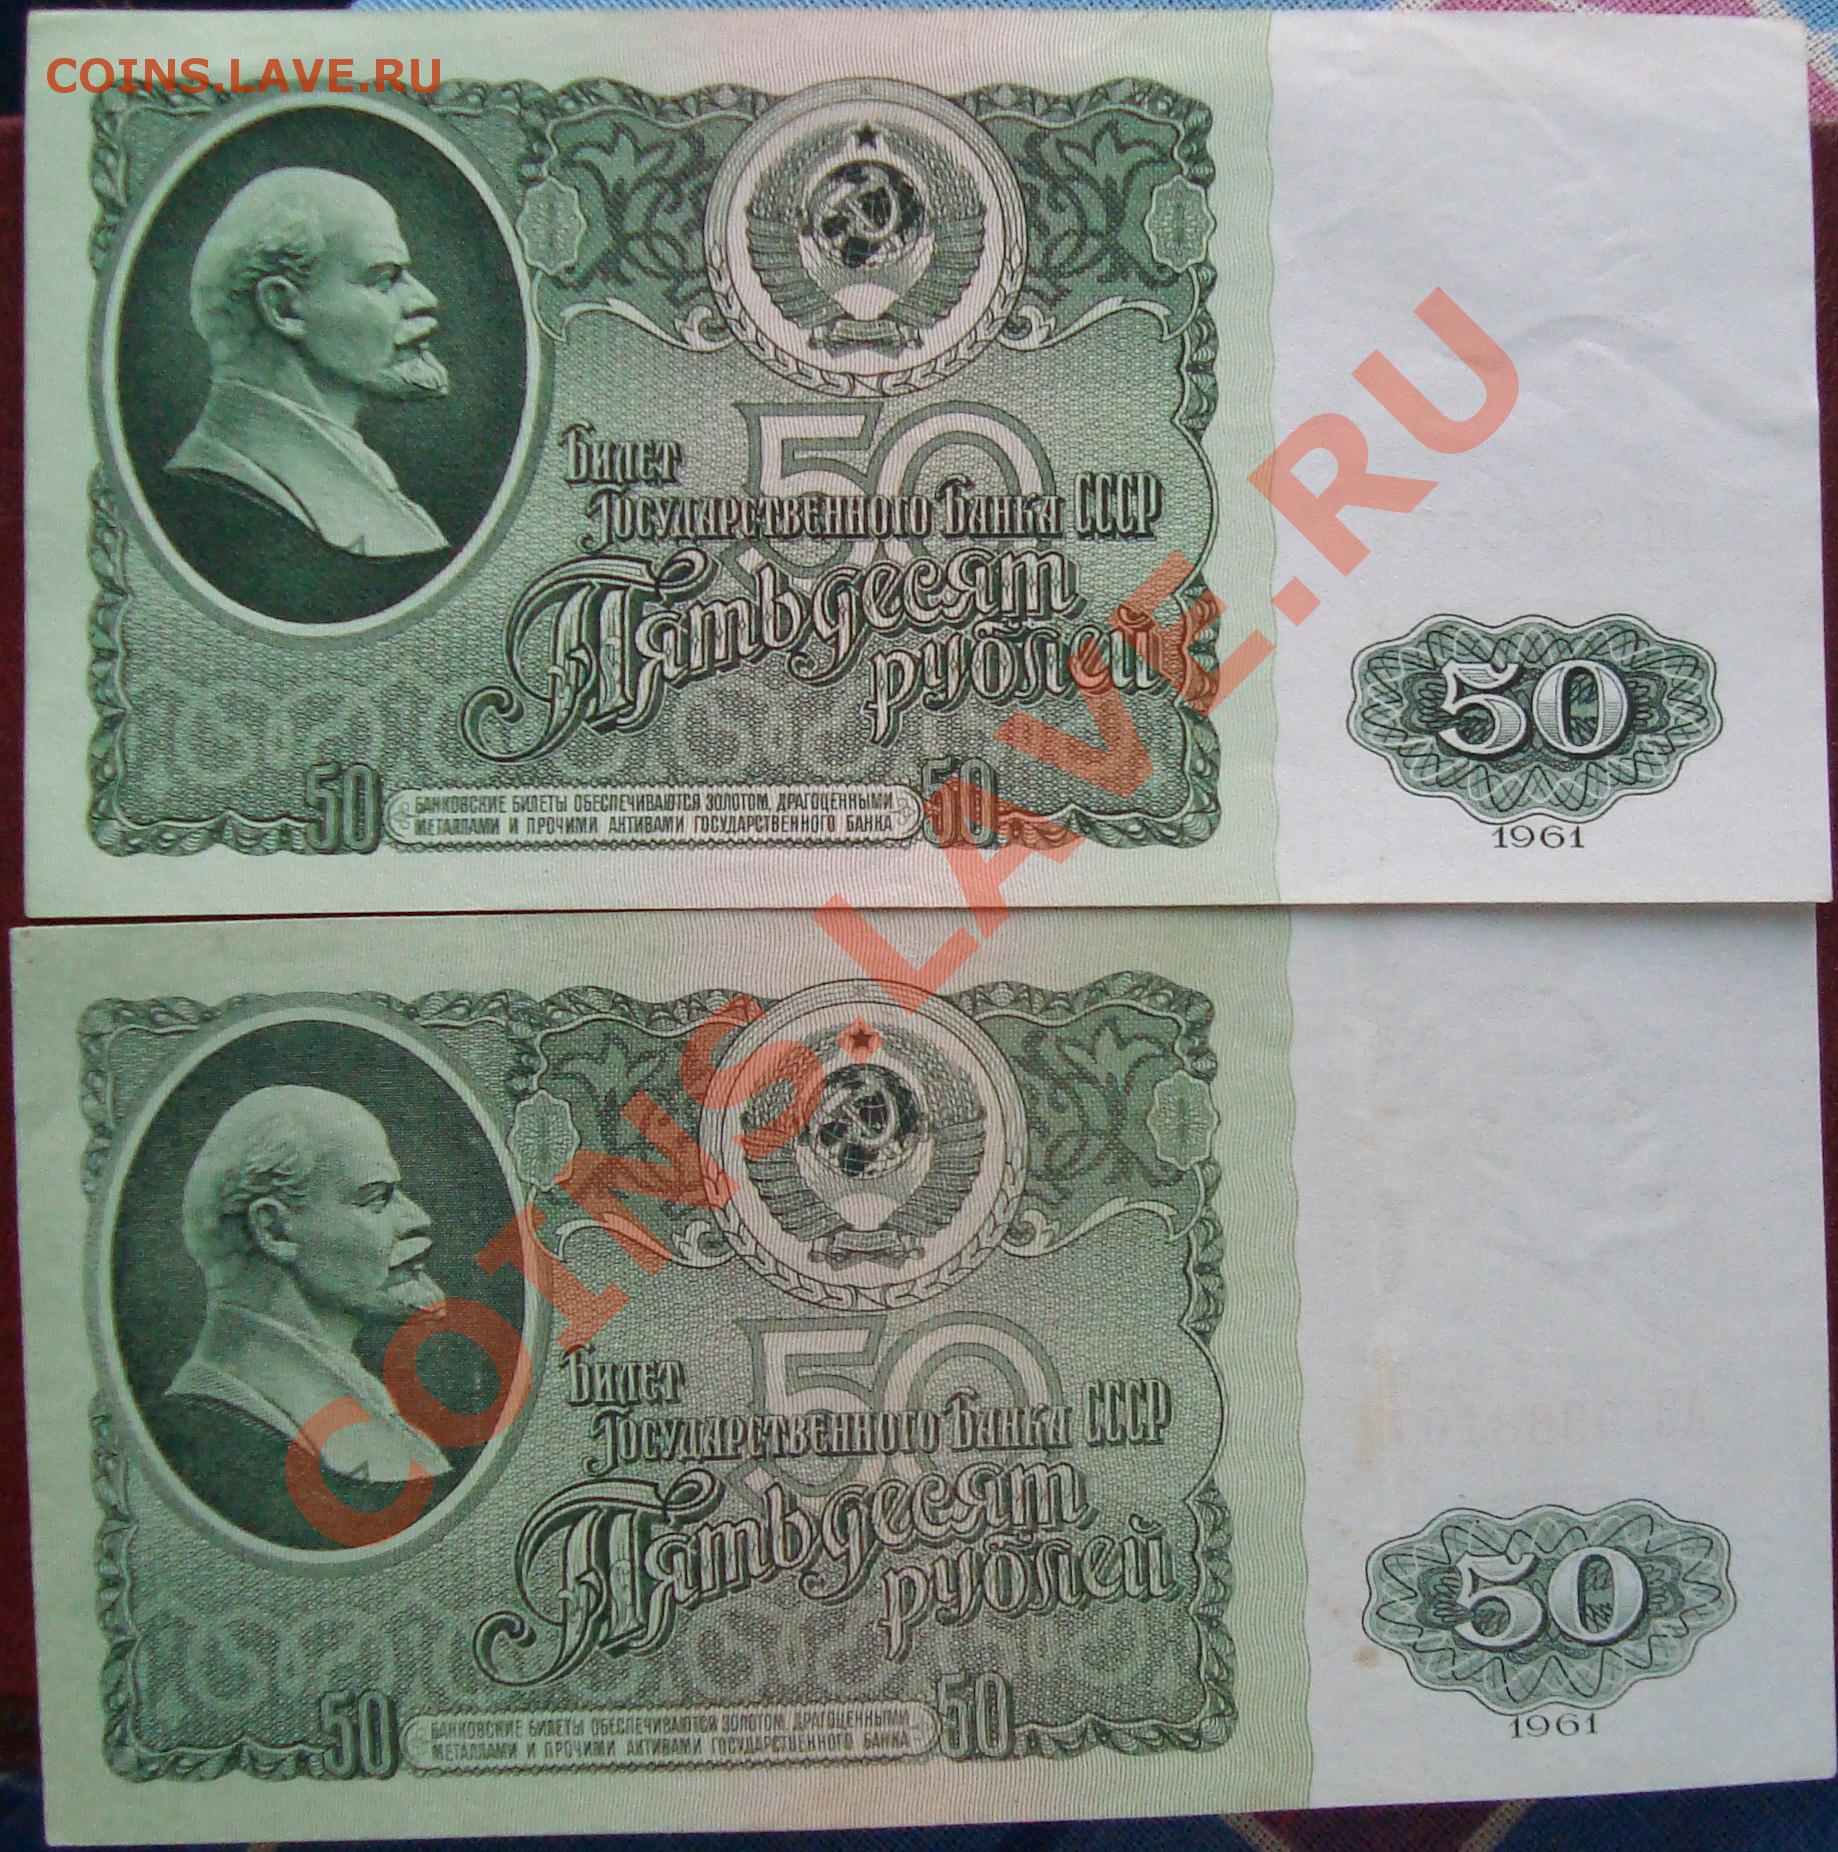 COINS.LAVE.RU
50
Билет
Государственного Банка СССР
Пятьдесят
рублей
50
БАНКОВСКИЕ БИЛЕТЫ ОБЕСПЕЧИВАЮТСЯ ЗОЛОТОМ, ДРАГОЦЕННЫМИ
МЕТАЛЛАМИ И ПРОЧИМИ АКТИВАМИ ГОСУДАРСТВЕННОГО БАНКА
50
50
1961
COINS.LAVE.RU
50
Билет
Государственного Банка СССР
Пятьдесят
рублей
50
БАНКОВСКИЕ БИЛЕТЫ ОБЕСПЕЧИВАЮТСЯ ЗОЛОТОМ, ДРАГОЦЕННЫМИ
МЕТАЛЛАМИ И ПРОЧИМИ АКТИВАМИ ГОСУДАРСТВЕННОГО БАНКА
50
50
1961